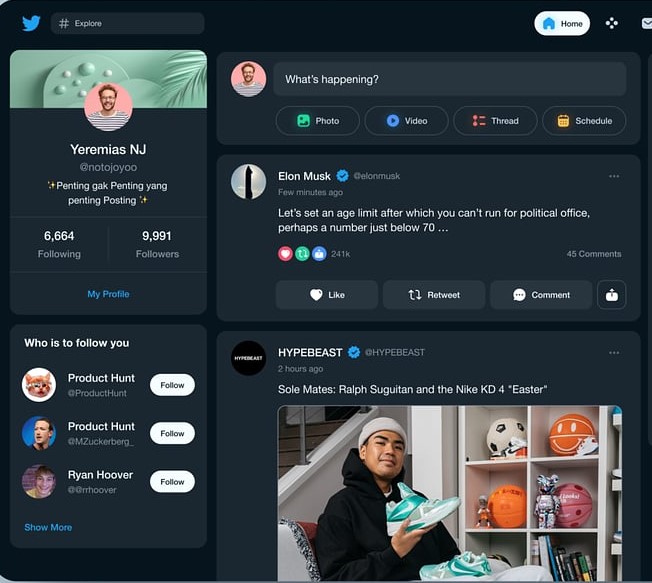 Explore
Home
Yeremias NJ
@notojoyoo
✨Penting gak Penting yang
penting Posting ✨
6,664
Following
9,991
Followers
My Profile
Who is to follow you
Product Hunt
@ProductHunt
Follow
Product Hunt
@MZuckerberg_
Follow
Ryan Hoover
@@rrhoover
Follow
Show More
What's happening?
Photo
Video
Thread
Schedule
Elon Musk @elonmusk
Few minutes ago
Let's set an age limit after which you can't run for political office,
perhaps a number just below 70 ...
241k
45 Comments
Like
Retweet
Comment
HYPEBEAST
HYPEBEAST @HYPEBEAST
2 hours ago
Sole Mates: Ralph Suguitan and the Nike KD 4 "Easter"